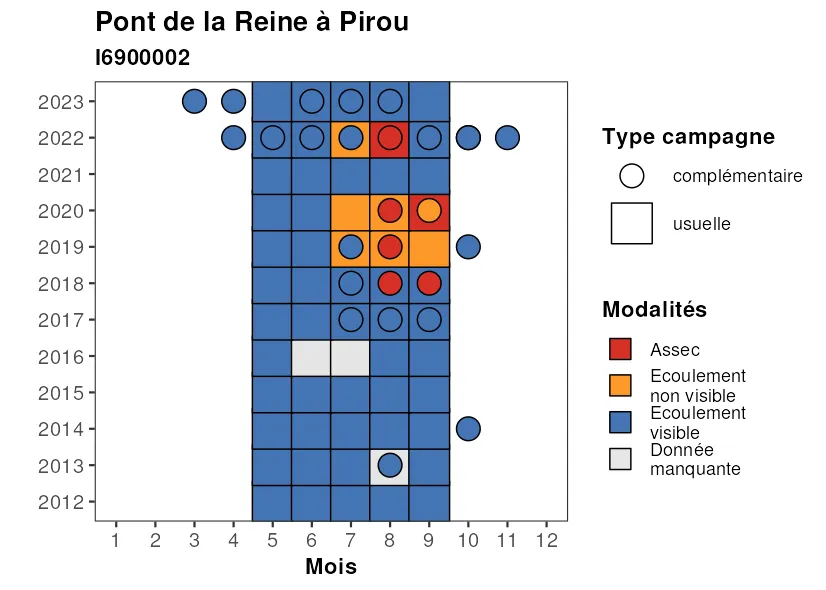 Pont de la Reine à Pirou
I6900002
2023
2022
2021
2020
2019
2018
2017
2016
2015
2014
2013
2012
1 2 3 4 5 6 7 8 9 10 11 12
Mois
Type campagne
complémentaire
usuelle
Modalités
Assec
Ecoulement
non visible
Ecoulement
visible
Donnée
manquante